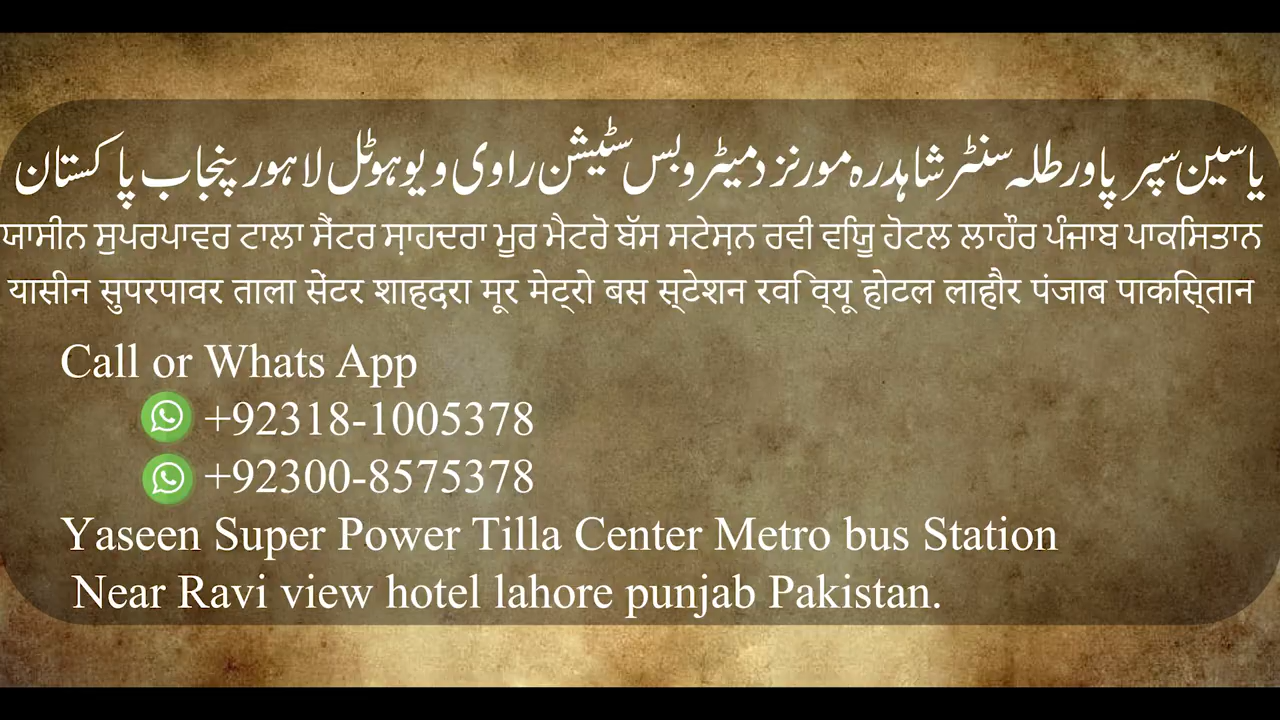 یاسین سپر پاور طلہ سنٹر شاہدرہ مور نزد میٹرو بس سٹیشن راوی ویو ہوٹل لاہور پنجاب پاکستان
ਯਾਸੀਨ ਸੁਪਰਪਾਵਰ ਟਾਲਾ ਸੈਂਟਰ ਸ਼ਾਹਦਰਾ ਮੂਰ ਮੈਟਰੋ ਬੱਸ ਸਟੇਸ਼ਨ ਰਵੀ ਵਿਯੂ ਹੋਟਲ ਲਾਹੌਰ ਪੰਜਾਬ ਪਾਕਿਸਤਾਨ
यासीन सुपरपावर ताला सेंटर शाहदरा मूर मेट्रो बस स्टेशन रवि व्यू होटल लाहौर पंजाब पाकिस्तान
Call or Whats App
+92318-1005378
+92300-8575378
Yaseen Super Power Tilla Center Metro bus Station
Near Ravi view hotel lahore punjab Pakistan.